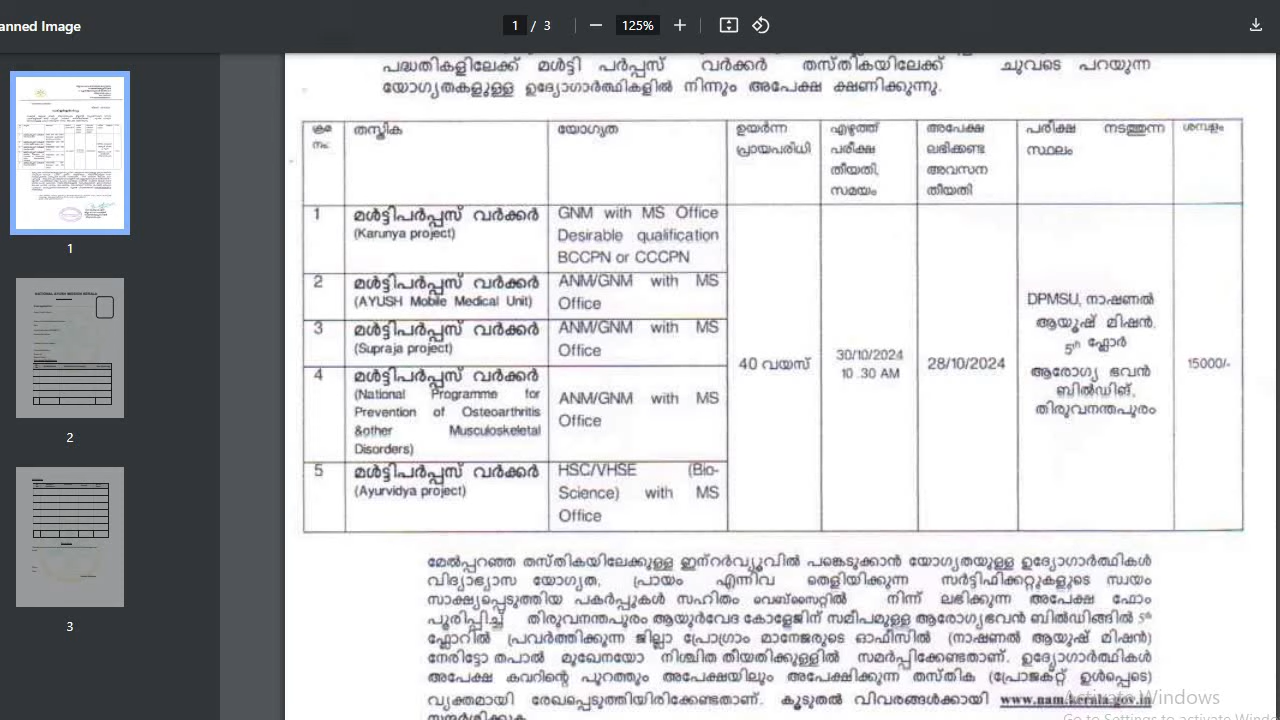 anned Image
1 / 3
125%
പദ്ധതികളിലേക്ക് മൾട്ടി പർപ്പസ് വർക്കർ തസ്തികയിലേക്ക് ചുവടെ പറയുന്ന
യോഗ്യതകളുള്ള ഉദ്യോഗാർത്ഥികളിൽ നിന്നും അപേക്ഷ ക്ഷണിക്കുന്നു.
ക്രമ
നം.
തസ്തിക
യോഗ്യത
ഉയർന്ന
പ്രായപരിധി
എഴുത്ത്
പരീക്ഷ
തീയതി,
സമയം
അപേക്ഷ
ലഭിക്കേണ്ട
അവസന
തീയതി
പരീക്ഷ നടത്തുന്ന
സ്ഥലം
ശമ്പളം
1
മൾട്ടിപർപ്പസ് വർക്കർ
(Karunya project)
GNM with MS Office
Desirable qualification
BCCPN or CCCPN
2
മൾട്ടിപർപ്പസ് വർക്കർ
(AYUSH Mobile Medical Unit)
ANM/GNM with MS
Office
3
മൾട്ടിപർപ്പസ് വർക്കർ
(Supraja project)
ANM/GNM with MS
Office
4
മൾട്ടിപർപ്പസ് വർക്കർ
(National Programme for
Prevention of Osteoarthritis
&other Musculoskeletal
Disorders)
ANM/GNM with MS
Office
5
മൾട്ടിപർപ്പസ് വർക്കർ
(Ayurvidya project)
HSC/VHSE (Bio-
Science) with MS
Office
40 വയസ്
30/10/2024
10 .30 AM
28/10/2024
DPMSU, നാഷണൽ
ആയുഷ് മിഷൻ,
5th ഫ്ലോർ
ആരോഗ്യ ഭവൻ
ബിൽഡിങ്,
തിരുവനന്തപുരം
15000/-
മേൽപ്പറഞ്ഞ തസ്തികയിലേക്കുള്ള ഇന്റർവ്യൂവിൽ പങ്കെടുക്കാൻ യോഗ്യതയുള്ള ഉദ്യോഗാർത്ഥികൾ
വിദ്യാഭ്യാസ യോഗ്യത, പ്രായം എന്നിവ തെളിയിക്കുന്ന സർട്ടിഫിക്കറ്റുകളുടെ സ്വയം
സാക്ഷ്യപ്പെടുത്തിയ പകർപ്പുകൾ സഹിതം വെബ്സൈറ്റിൽ നിന്ന് ലഭിക്കുന്ന അപേക്ഷ ഫോം
പൂരിപ്പിച്ച് തിരുവനന്തപുരം ആയുർവേദ കോളേജിന് സമീപമുള്ള ആരോഗ്യഭവൻ ബിൽഡിങ്ങിൽ 5th
ഫ്ലോറിൽ പ്രവർത്തിക്കുന്ന ജില്ലാ പ്രോഗ്രാം മാനേജരുടെ ഓഫീസിൽ (നാഷണൽ ആയുഷ് മിഷൻ)
നേരിട്ടോ തപാൽ മുഖേനയോ നിശ്ചിത തീയതിക്കുള്ളിൽ സമർപ്പിക്കേണ്ടതാണ്. ഉദ്യോഗാർത്ഥികൾ
അപേക്ഷ കവറിന്റെ പുറത്തും അപേക്ഷയിലും അപേക്ഷിക്കുന്ന തസ്തിക (പ്രോജക്റ്റ് ഉൾപ്പെടെ)
വ്യക്തമായി രേഖപ്പെടുത്തിയിരിക്കേണ്ടതാണ്. കൂടുതൽ വിവരങ്ങൾക്കായി www.nam.kerala.gov.in
Activate Windows
Go to Settings to activate
1
2
3